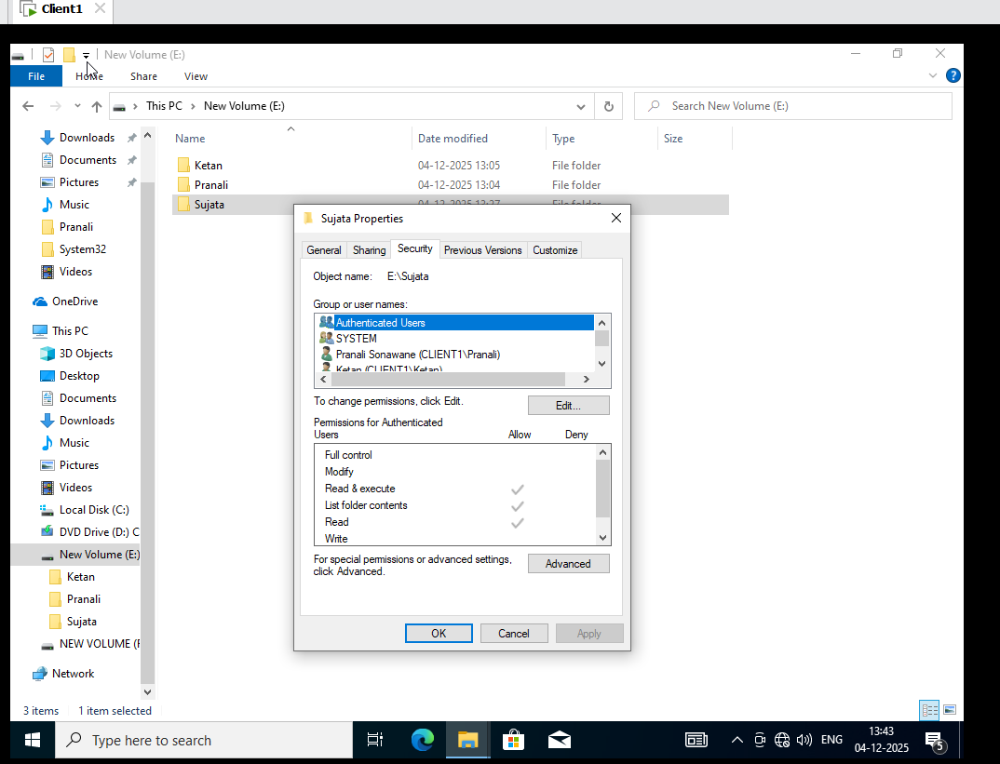 Client1
New Volume (E:)
File Home Share View
This PC New Volume (E:)
Search New Volume (E:)
Downloads
Documents
Pictures
Music
Pranali
System32
Videos
OneDrive
This PC
3D Objects
Desktop
Documents
Downloads
Music
Pictures
Videos
Local Disk (C:)
DVD Drive (D:) C
New Volume (E:)
Ketan
Pranali
Sujata
NEW VOLUME (F
Network
Name Date modified Type Size
Ketan 04-12-2025 13:05 File folder
Pranali 04-12-2025 13:04 File folder
Sujata 04-12-2025 13:37 File folder
Sujata Properties
General Sharing Security Previous Versions Customize
Object name: E:\Sujata
Group or user names:
Authenticated Users
SYSTEM
Pranali Sonawane (CLIENT1\Pranali)
Ketan (CLIENT1\Ketan)
To change permissions, click Edit.
Edit...
Permissions for Authenticated
Users Allow Deny
Full control
Modify
Read & execute
List folder contents
Read
Write
For special permissions or advanced settings,
click Advanced.
Advanced
OK Cancel Apply
3 items 1 item selected
Type here to search
ENG
13:43
04-12-2025
5